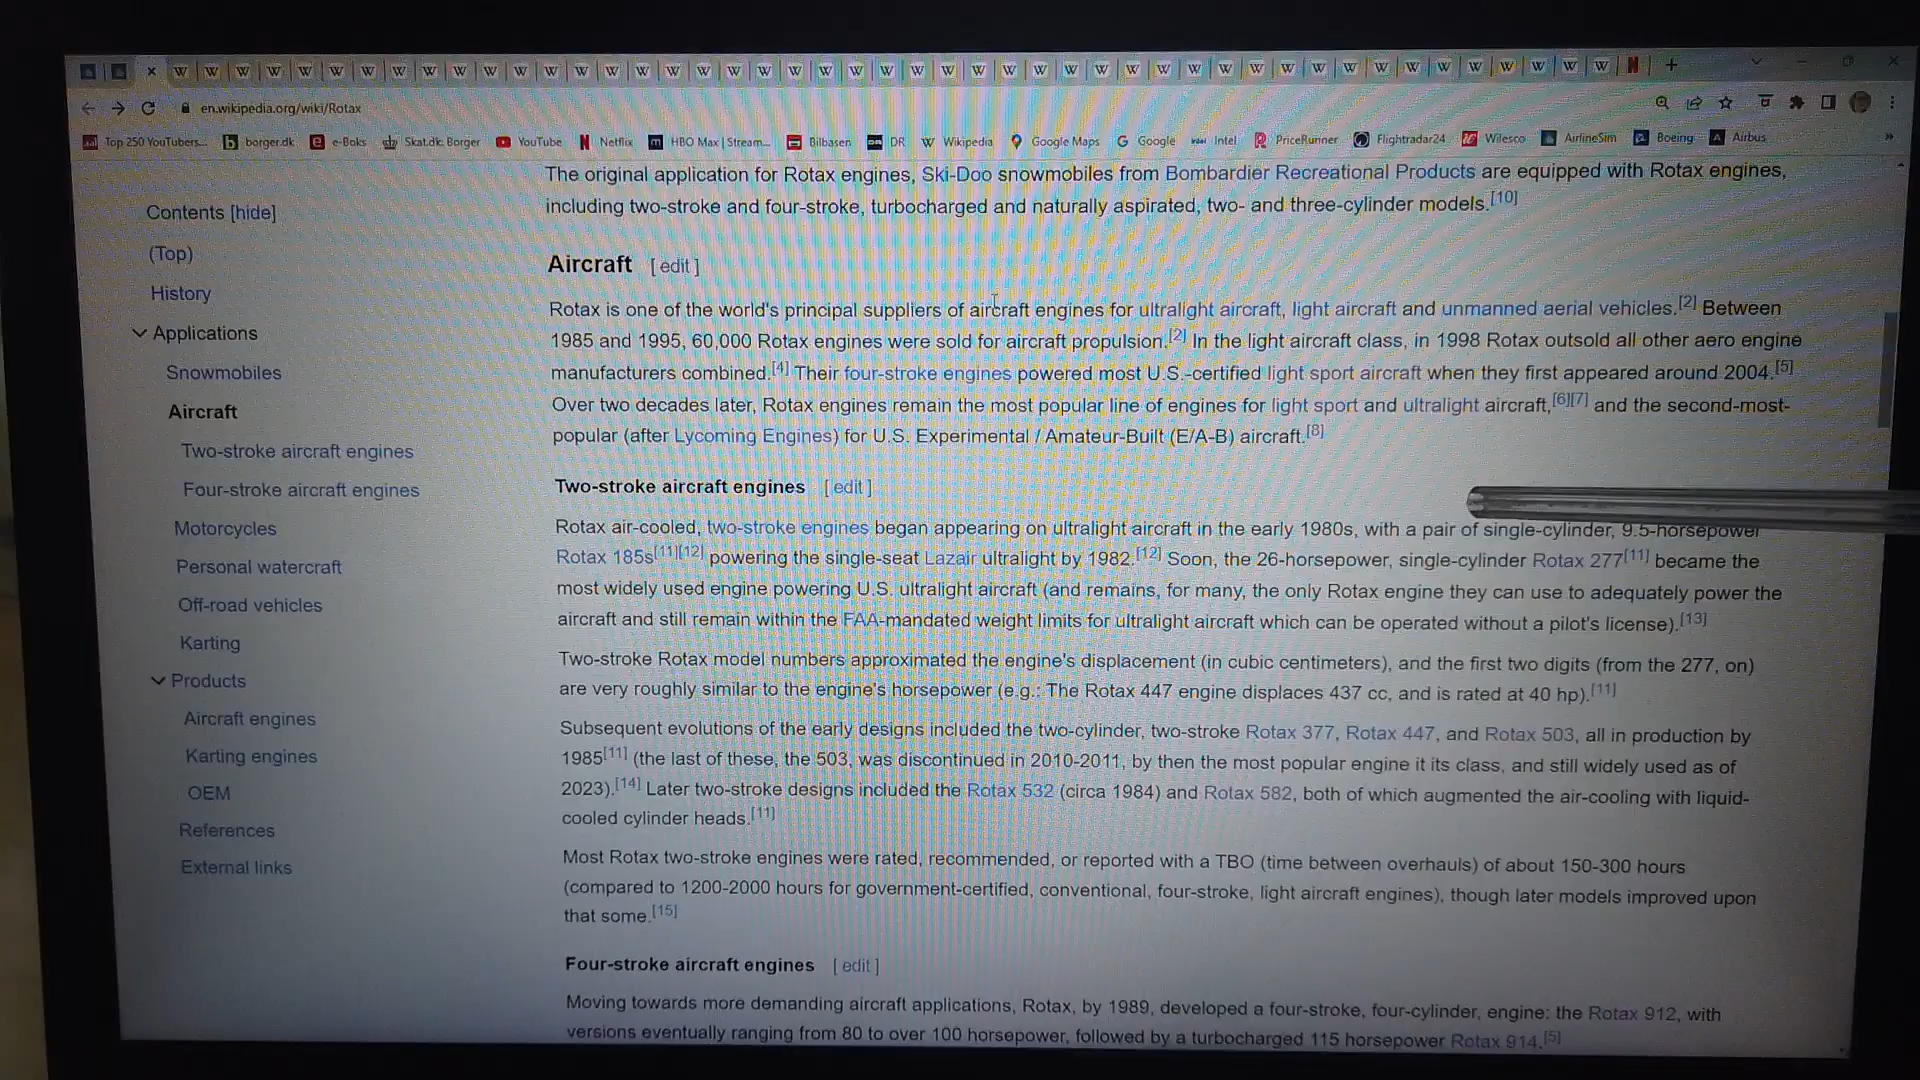 en.wikipedia.org/wiki/Rotax
Top 250 YouTubers... borger.dk e-Boks Skat.dk: Borger YouTube Netflix HBO Max | Stream... Bilbasen DR Wikipedia Google Maps Google Intel PriceRunner Flightradar24 Wilesco AirlineSim Boeing Airbus »
Contents [hide]
(Top)
History
Applications
Snowmobiles
Aircraft
Two-stroke aircraft engines
Four-stroke aircraft engines
Motorcycles
Personal watercraft
Off-road vehicles
Karting
Products
Aircraft engines
Karting engines
OEM
References
External links
The original application for Rotax engines, Ski-Doo snowmobiles from Bombardier Recreational Products are equipped with Rotax engines,
including two-stroke and four-stroke, turbocharged and naturally aspirated, two- and three-cylinder models.[10]
Aircraft [ edit ]
Rotax is one of the world's principal suppliers of aircraft engines for ultralight aircraft, light aircraft and unmanned aerial vehicles.[2] Between
1985 and 1995, 60,000 Rotax engines were sold for aircraft propulsion.[2] In the light aircraft class, in 1998 Rotax outsold all other aero engine
manufacturers combined.[4] Their four-stroke engines powered most U.S.-certified light sport aircraft when they first appeared around 2004.[5]
Over two decades later, Rotax engines remain the most popular line of engines for light sport and ultralight aircraft,[6][7] and the second-most-
popular (after Lycoming Engines) for U.S. Experimental / Amateur-Built (E/A-B) aircraft.[8]
Two-stroke aircraft engines [ edit ]
Rotax air-cooled, two-stroke engines began appearing on ultralight aircraft in the early 1980s, with a pair of single-cylinder, 9.5-horsepower
Rotax 185s[11][12] powering the single-seat Lazair ultralight by 1982.[12] Soon, the 26-horsepower, single-cylinder Rotax 277[11] became the
most widely used engine powering U.S. ultralight aircraft (and remains, for many, the only Rotax engine they can use to adequately power the
aircraft and still remain within the FAA-mandated weight limits for ultralight aircraft which can be operated without a pilot's license).[13]
Two-stroke Rotax model numbers approximated the engine's displacement (in cubic centimeters), and the first two digits (from the 277, on)
are very roughly similar to the engine's horsepower (e.g.: The Rotax 447 engine displaces 437 cc, and is rated at 40 hp).[11]
Subsequent evolutions of the early designs included the two-cylinder, two-stroke Rotax 377, Rotax 447, and Rotax 503, all in production by
1985[11] (the last of these, the 503, was discontinued in 2010-2011, by then the most popular engine it its class, and still widely used as of
2023).[14] Later two-stroke designs included the Rotax 532 (circa 1984) and Rotax 582, both of which augmented the air-cooling with liquid-
cooled cylinder heads.[11]
Most Rotax two-stroke engines were rated, recommended, or reported with a TBO (time between overhauls) of about 150-300 hours
(compared to 1200-2000 hours for government-certified, conventional, four-stroke, light aircraft engines), though later models improved upon
that some.[15]
Four-stroke aircraft engines [ edit ]
Moving towards more demanding aircraft applications, Rotax, by 1989, developed a four-stroke, four-cylinder, engine: the Rotax 912, with
versions eventually ranging from 80 to over 100 horsepower, followed by a turbocharged 115 horsepower Rotax 914.[5]